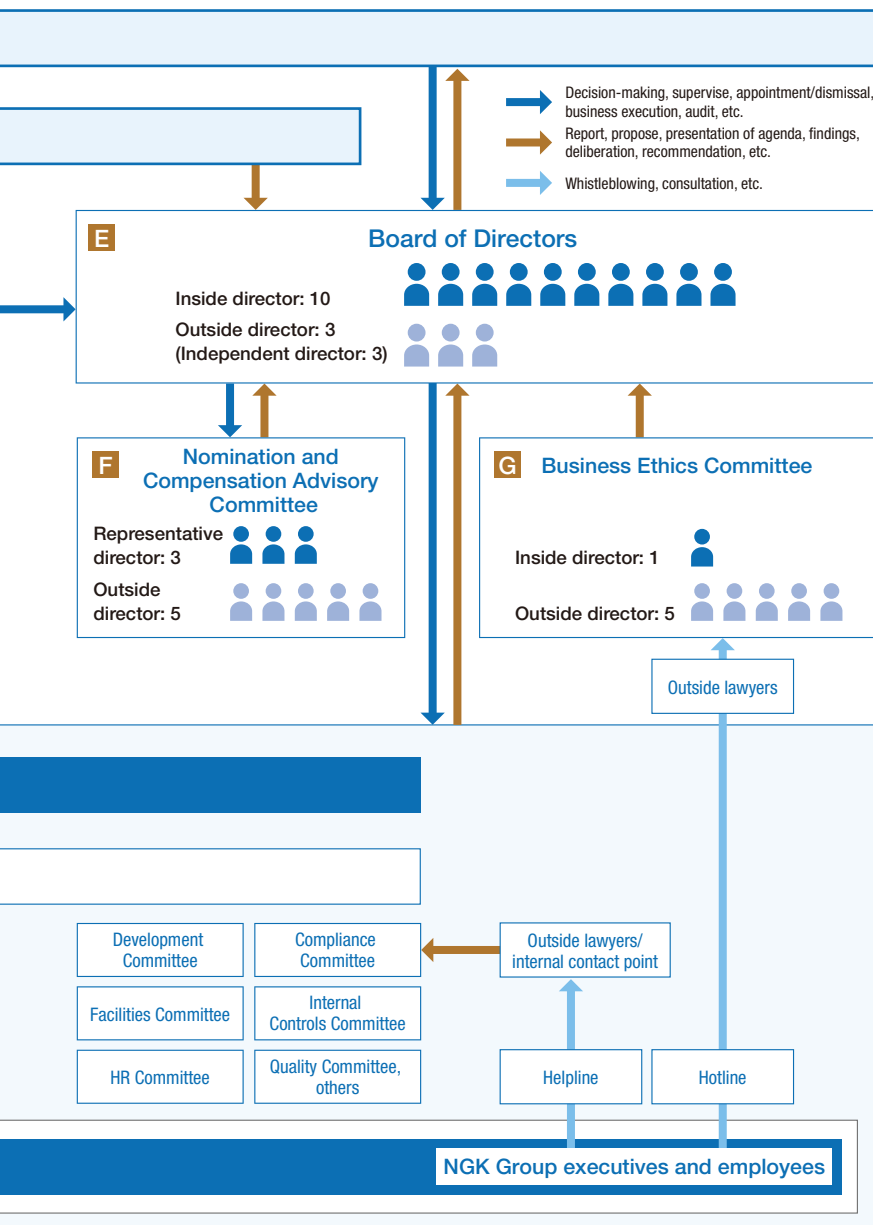 Decision-making, supervise, appointment/dismissal,
business execution, audit, etc.
Report, propose, presentation of agenda, findings,
deliberation, recommendation, etc.
Whistleblowing, consultation, etc.
E
Board of Directors
Inside director: 10
Outside director: 3
(Independent director: 3)
F
Nomination and
Compensation Advisory
Committee
Representative
director: 3
Outside
director: 5
G
Business Ethics Committee
Inside director: 1
Outside director: 5
Outside lawyers
Development
Committee
Compliance
Committee
Outside lawyers/
internal contact point
Facilities Committee
Internal
Controls Committee
HR Committee
Quality Committee,
others
Helpline
Hotline
NGK Group executives and employees